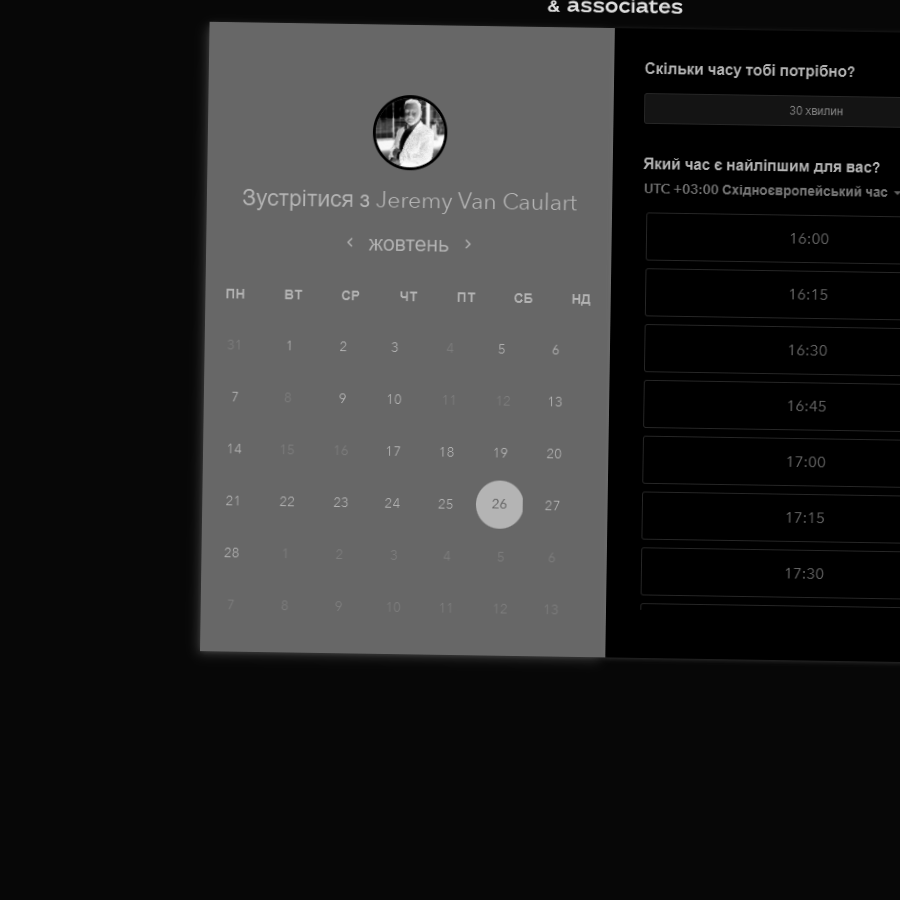 & associates
Зустрітися з Jeremy Van Caulart
жовтень
ПН ВТ СР ЧТ ПТ СБ НД
31 1 2 3 4 5 6
7 8 9 10 11 12 13
14 15 16 17 18 19 20
21 22 23 24 25 26 27
28 1 2 3 4 5 6
7 8 9 10 11 12 13
Скільки часу тобі потрібно?
30 хвилин
Який час є найліпшим для вас?
UTC +03:00 Східноєвропейський час
16:00
16:15
16:30
16:45
17:00
17:15
17:30